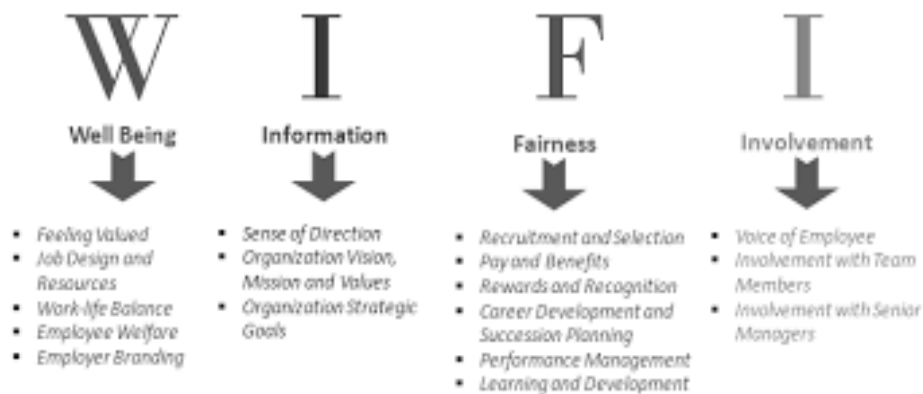 W I F I
Well Being
Information
Fairness
Involvement
▪ Feeling Valued
▪ Job Design and
Resources
▪ Work-life Balance
▪ Employee Welfare
▪ Employer Branding
▪ Sense of Direction
▪ Organization Vision,
Mission and Values
▪ Organization Strategic
Goals
▪ Recruitment and Selection
▪ Pay and Benefits
▪ Rewards and Recognition
▪ Career Development and
Succession Planning
▪ Performance Management
▪ Learning and Development
▪ Voice of Employee
▪ Involvement with Team
Members
▪ Involvement with Senior
Managers